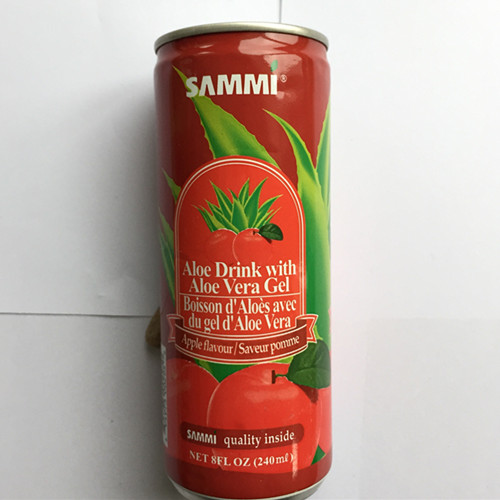 SAMMI®
Aloe Drink with
Aloe Vera Gel
Boisson d'Aloès avec
du gel d'Aloe Vera
Apple flavour/Saveur pomme
SAMMI quality inside
NET 8FL OZ (240ml)